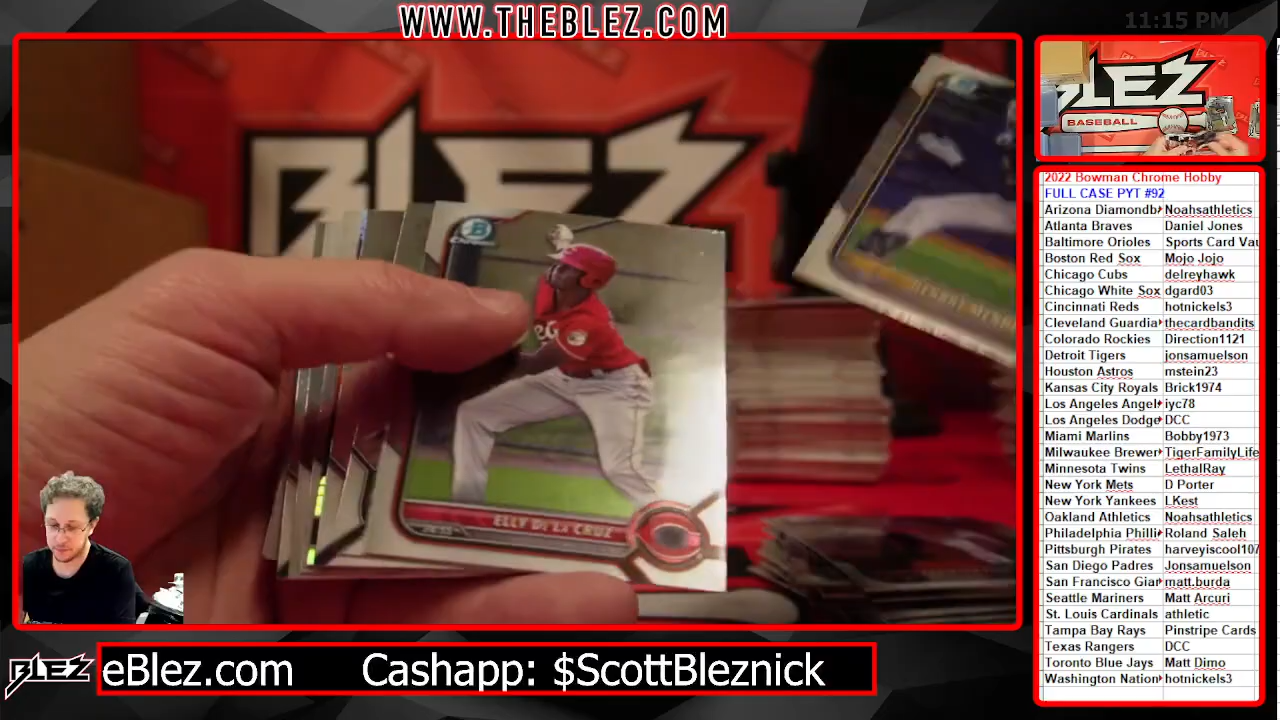 WWW.THEBLEZ.COM
11:15 PM
BLEZ
BLEZ
BASEBALL
B
Chrome
ELLY DE LA CRUZ
2022 Bowman Chrome Hobby
FULL CASE PYT #92
Arizona Diamondb Noahsathletics
Atlanta Braves Daniel Jones
Baltimore Orioles Sports Card Vau
Boston Red Sox Mojo Jojo
Chicago Cubs delreyhawk
Chicago White Sox dgard03
Cincinnati Reds hotnickels3
Cleveland Guardia thecardbandits
Colorado Rockies Direction1121
Detroit Tigers jonsamuelson
Houston Astros mstein23
Kansas City Royals Brick1974
Los Angeles Angel iyc78
Los Angeles Dodge DCC
Miami Marlins Bobby1973
Milwaukee Brewer TigerFamilyLife
Minnesota Twins LethalRay
New York Mets D Porter
New York Yankees LKest
Oakland Athletics Noahsathletics
Philadelphia Philli Roland Saleh
Pittsburgh Pirates harveyiscool107
San Diego Padres Jonsamuelson
San Francisco Gian matt.burda
Seattle Mariners Matt Arcuri
St. Louis Cardinals athletic
Tampa Bay Rays Pinstripe Cards
Texas Rangers DCC
Toronto Blue Jays Matt Dimo
Washington Nation hotnickels3
BLEZ
eBlez.com Cashapp: $ScottBleznick